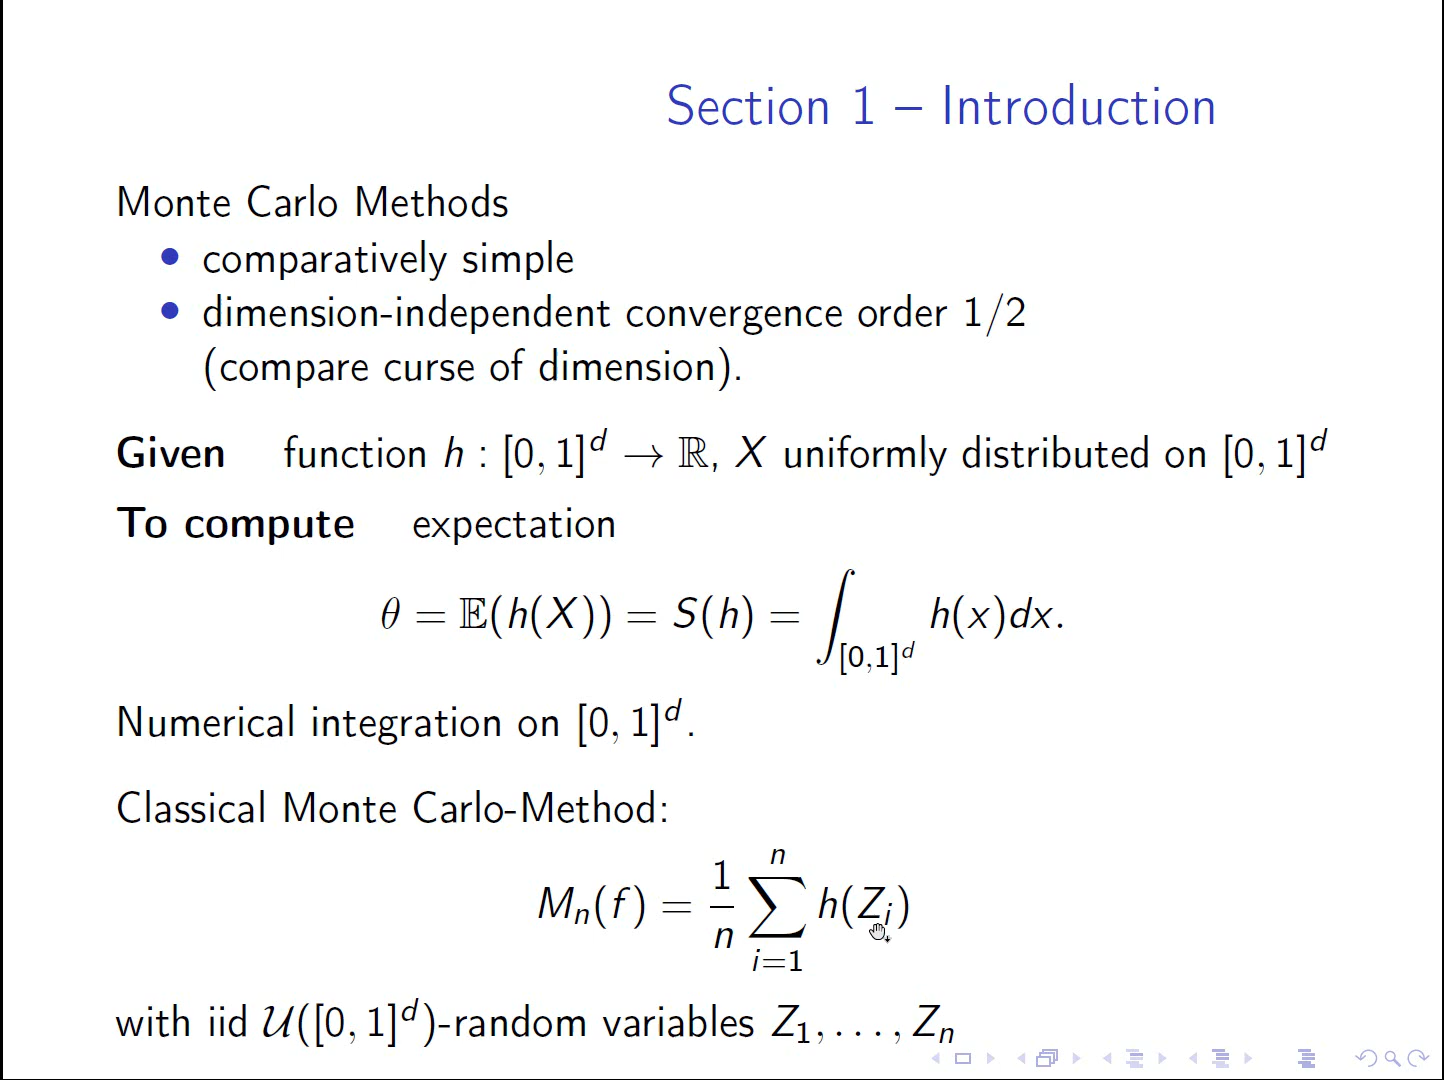 Section 1 – Introduction
Monte Carlo Methods
• comparatively simple
• dimension-independent convergence order 1/2
(compare curse of dimension).
Given function h : [0, 1]^d → ℝ, X uniformly distributed on [0, 1]^d
To compute expectation
θ = 𝔼(h(X)) = S(h) = ∫_{[0,1]^d} h(x)dx.
Numerical integration on [0, 1]^d.
Classical Monte Carlo-Method:
M_n(f) = \frac{1}{n} ∑_{i=1}^{n} h(Z_i)
with iid 𝒰([0, 1]^d)-random variables Z_1, . . . , Z_n